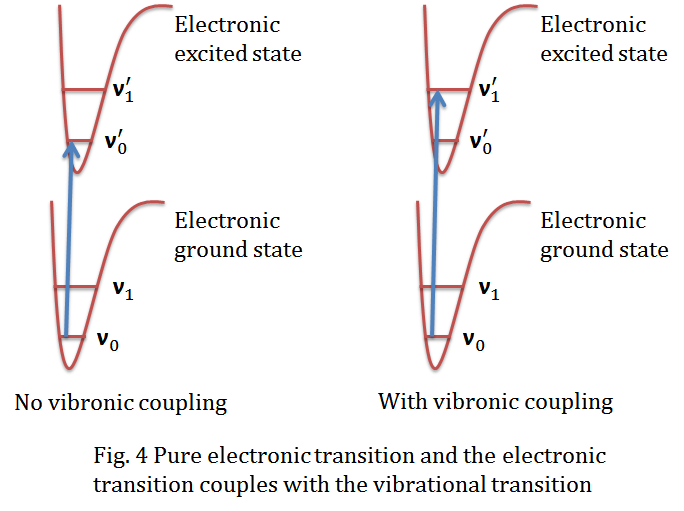 Electronic
excited state
ν′₁
ν′₀
Electronic
ground state
ν₁
ν₀
No vibronic coupling
Electronic
excited state
ν′₁
ν′₀
Electronic
ground state
ν₁
ν₀
With vibronic coupling
Fig. 4 Pure electronic transition and the electronic
transition couples with the vibrational transition